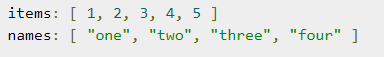 items: [ 1, 2, 3, 4, 5 ]
names: [ "one", "two", "three", "four" ]